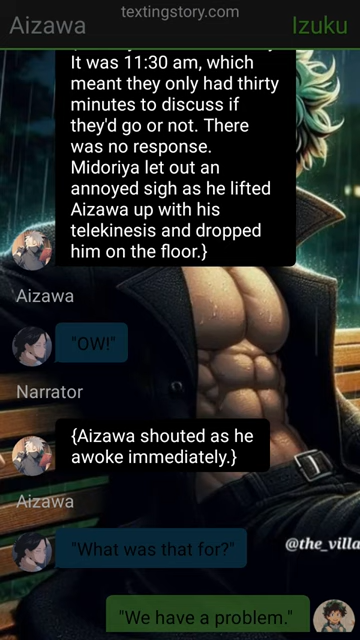 textingstory.com
Aizawa
Izuku
It was 11:30 am, which
meant they only had thirty
minutes to discuss if
they'd go or not. There
was no response.
Midoriya let out an
annoyed sigh as he lifted
Aizawa up with his
telekinesis and dropped
him on the floor.}
Aizawa
"OW!"
Narrator
{Aizawa shouted as he
awoke immediately.}
Aizawa
"What was that for?"
@the_villa
"We have a problem."